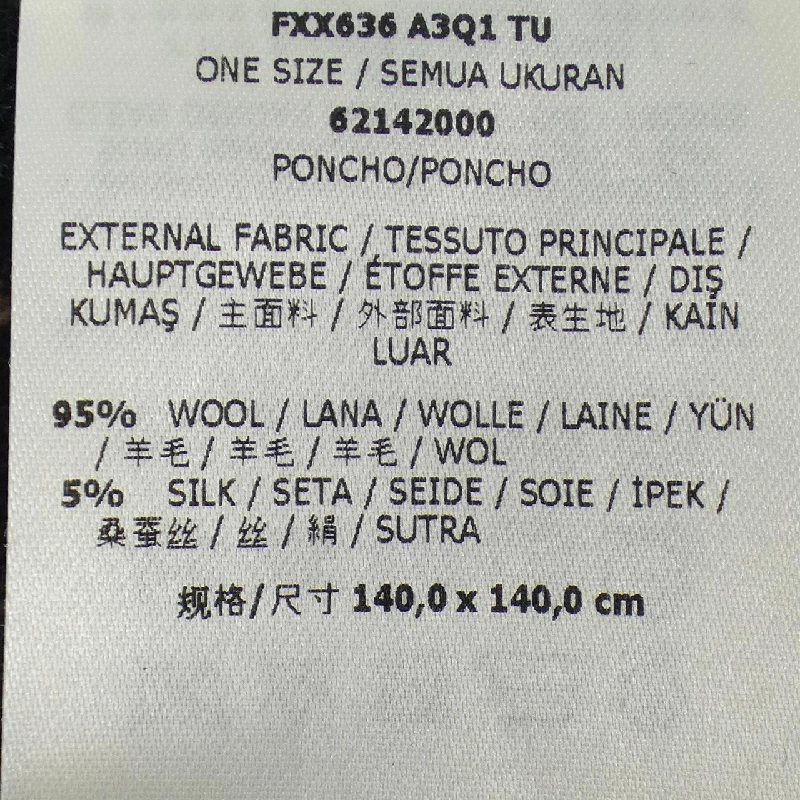 FXX636 A3Q1 TU
ONE SIZE / SEMUA UKURAN
62142000
PONCHO/PONCHO
EXTERNAL FABRIC / TESSUTO PRINCIPALE /
HAUPTGEWEBE / ÉTOFFE EXTERNE / DIŞ
KUMAŞ / 主面料 / 外部面料 / 表生地 / KAIN
LUAR
95% WOOL / LANA / WOLLE / LAINE / YÜN
/ 羊毛 / 羊毛 / 羊毛 / WOL
5% SILK / SETA / SEIDE / SOIE / İPEK /
桑蚕丝 / 丝 / 絹 / SUTRA
规格/尺寸 140,0 x 140,0 cm